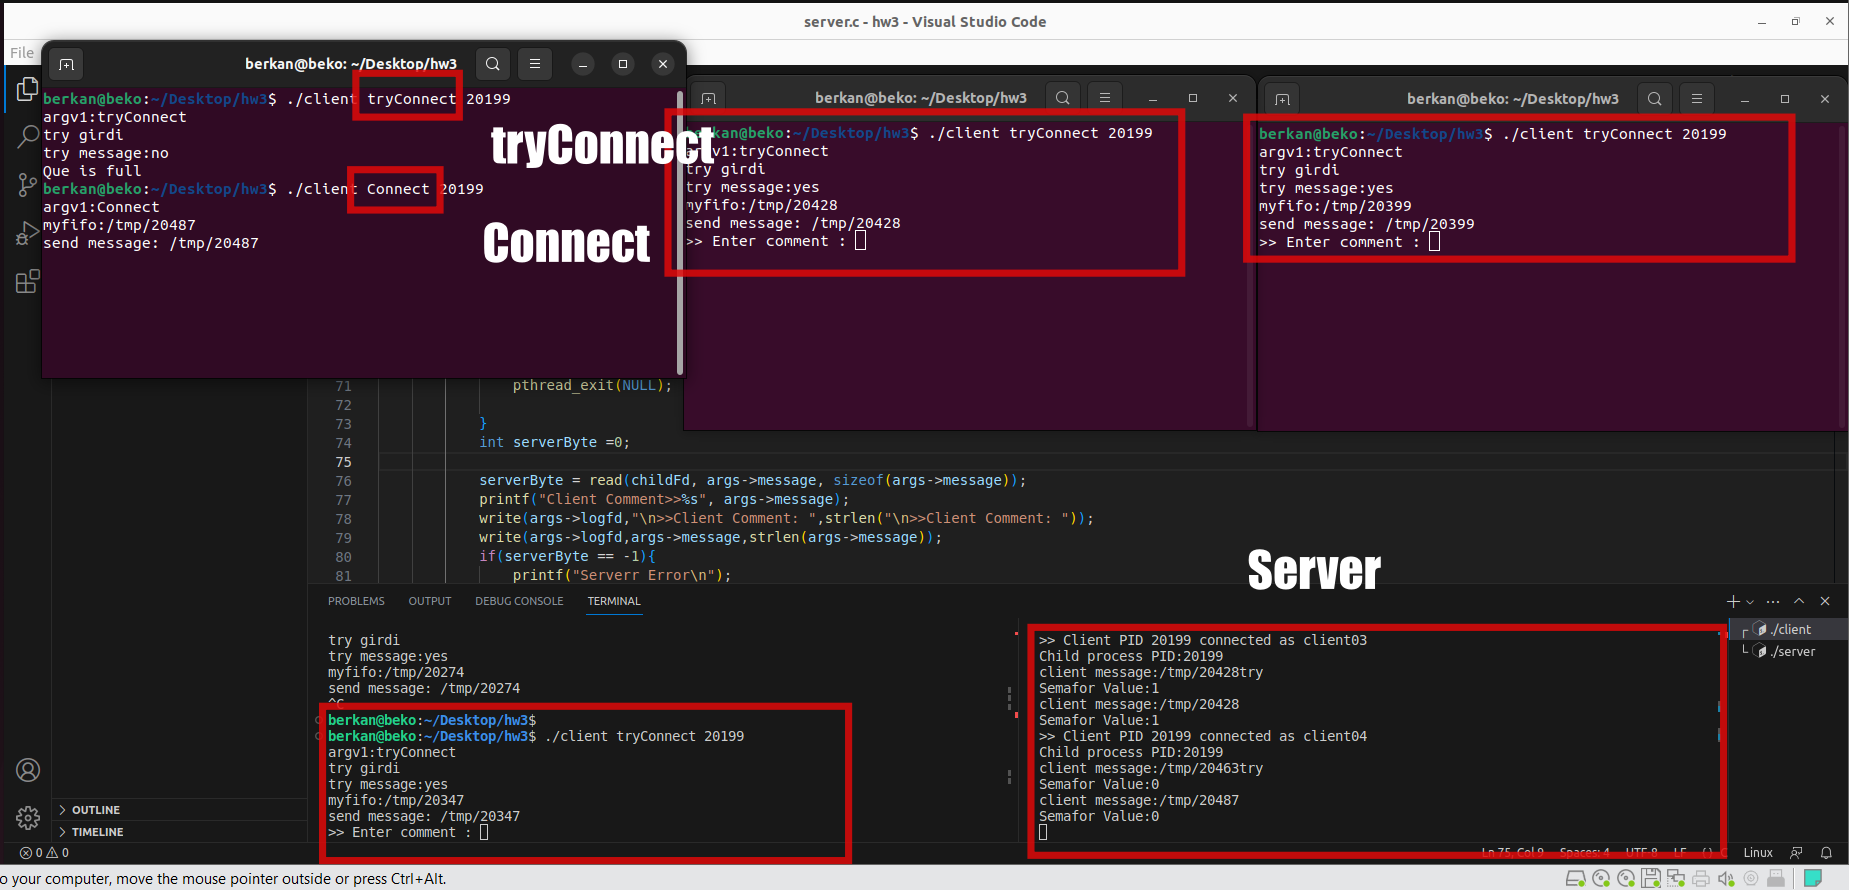 server.c - hw3 - Visual Studio Code
File
berkan@beko: ~/Desktop/hw3
berkan@beko:~/Desktop/hw3$ ./client tryConnect 20199
argv1:tryConnect
try girdi
try message:no
Que is full
berkan@beko:~/Desktop/hw3$ ./client Connect 20199
argv1:Connect
myfifo:/tmp/20487
send message: /tmp/20487
tryConnect
Connect
berkan@beko: ~/Desktop/hw3
kan@beko:~/Desktop/hw3$ ./client tryConnect 20199
argv1:tryConnect
try girdi
try message:yes
myfifo:/tmp/20428
send message: /tmp/20428
>> Enter comment :
berkan@beko: ~/Desktop/hw3
berkan@beko:~/Desktop/hw3$ ./client tryConnect 20199
argv1:tryConnect
try girdi
try message:yes
myfifo:/tmp/20399
send message: /tmp/20399
>> Enter comment :
71 pthread_exit(NULL);
72
73 }
74 int serverByte =0;
75
76 serverByte = read(childFd, args->message, sizeof(args->message));
77 printf("Client Comment>>%s", args->message);
78 write(args->logfd,"\n>>Client Comment: ",strlen("\n>>Client Comment: "));
79 write(args->logfd,args->message,strlen(args->message));
80 if(serverByte == -1){
81 printf("Serverr Error\n");
Server
PROBLEMS OUTPUT DEBUG CONSOLE TERMINAL
try girdi
try message:yes
myfifo:/tmp/20274
send message: /tmp/20274
^C
berkan@beko:~/Desktop/hw3$
berkan@beko:~/Desktop/hw3$ ./client tryConnect 20199
argv1:tryConnect
try girdi
try message:yes
myfifo:/tmp/20347
send message: /tmp/20347
>> Enter comment :
>> Client PID 20199 connected as client03
Child process PID:20199
client message:/tmp/20428try
Semafor Value:1
client message:/tmp/20428
Semafor Value:1
>> Client PID 20199 connected as client04
Child process PID:20199
client message:/tmp/20463try
Semafor Value:0
client message:/tmp/20487
Semafor Value:0
./client
./server
OUTLINE
TIMELINE
0 0
Ln 75, Col 9 Spaces: 4 UTF-8 LF {} C Linux
o your computer, move the mouse pointer outside or press Ctrl+Alt.